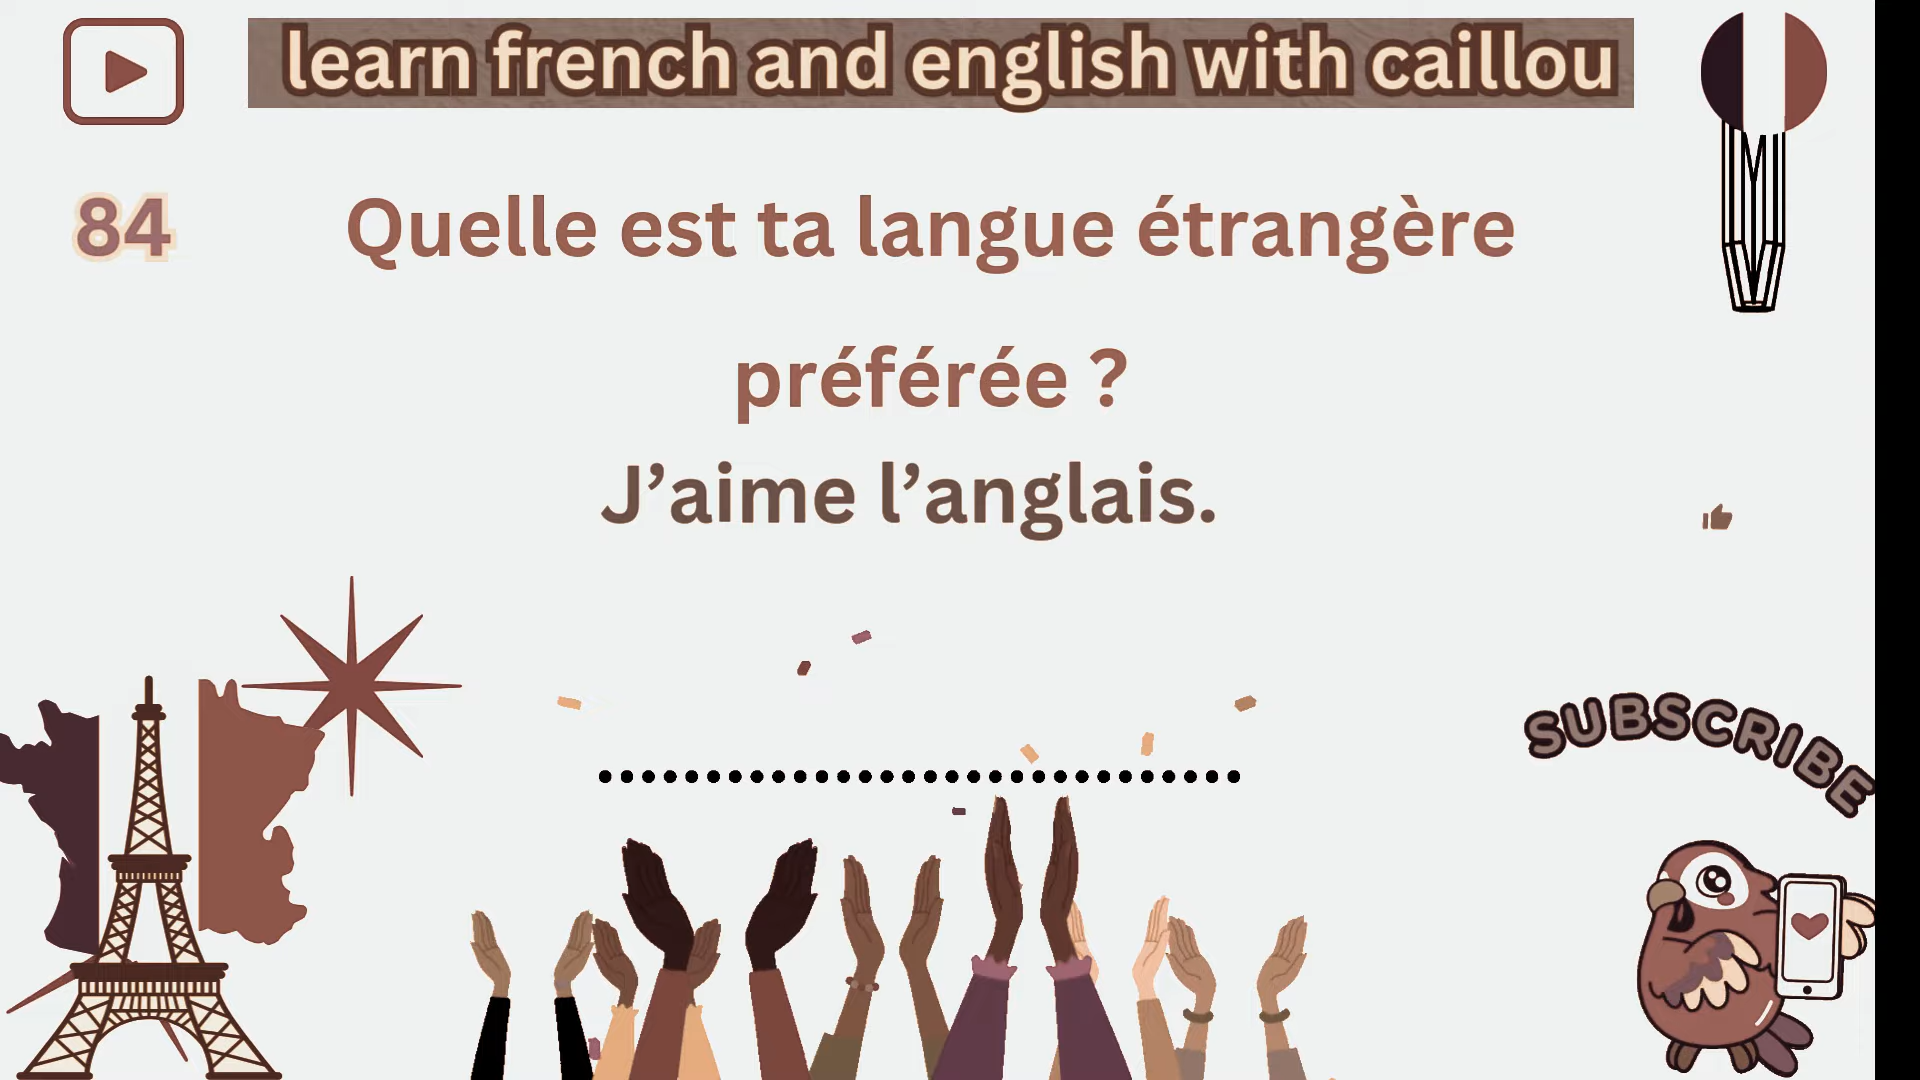 learn french and english with caillou
84
Quelle est ta langue étrangère
préférée ?
J’aime l’anglais.
SUBSCRIBE